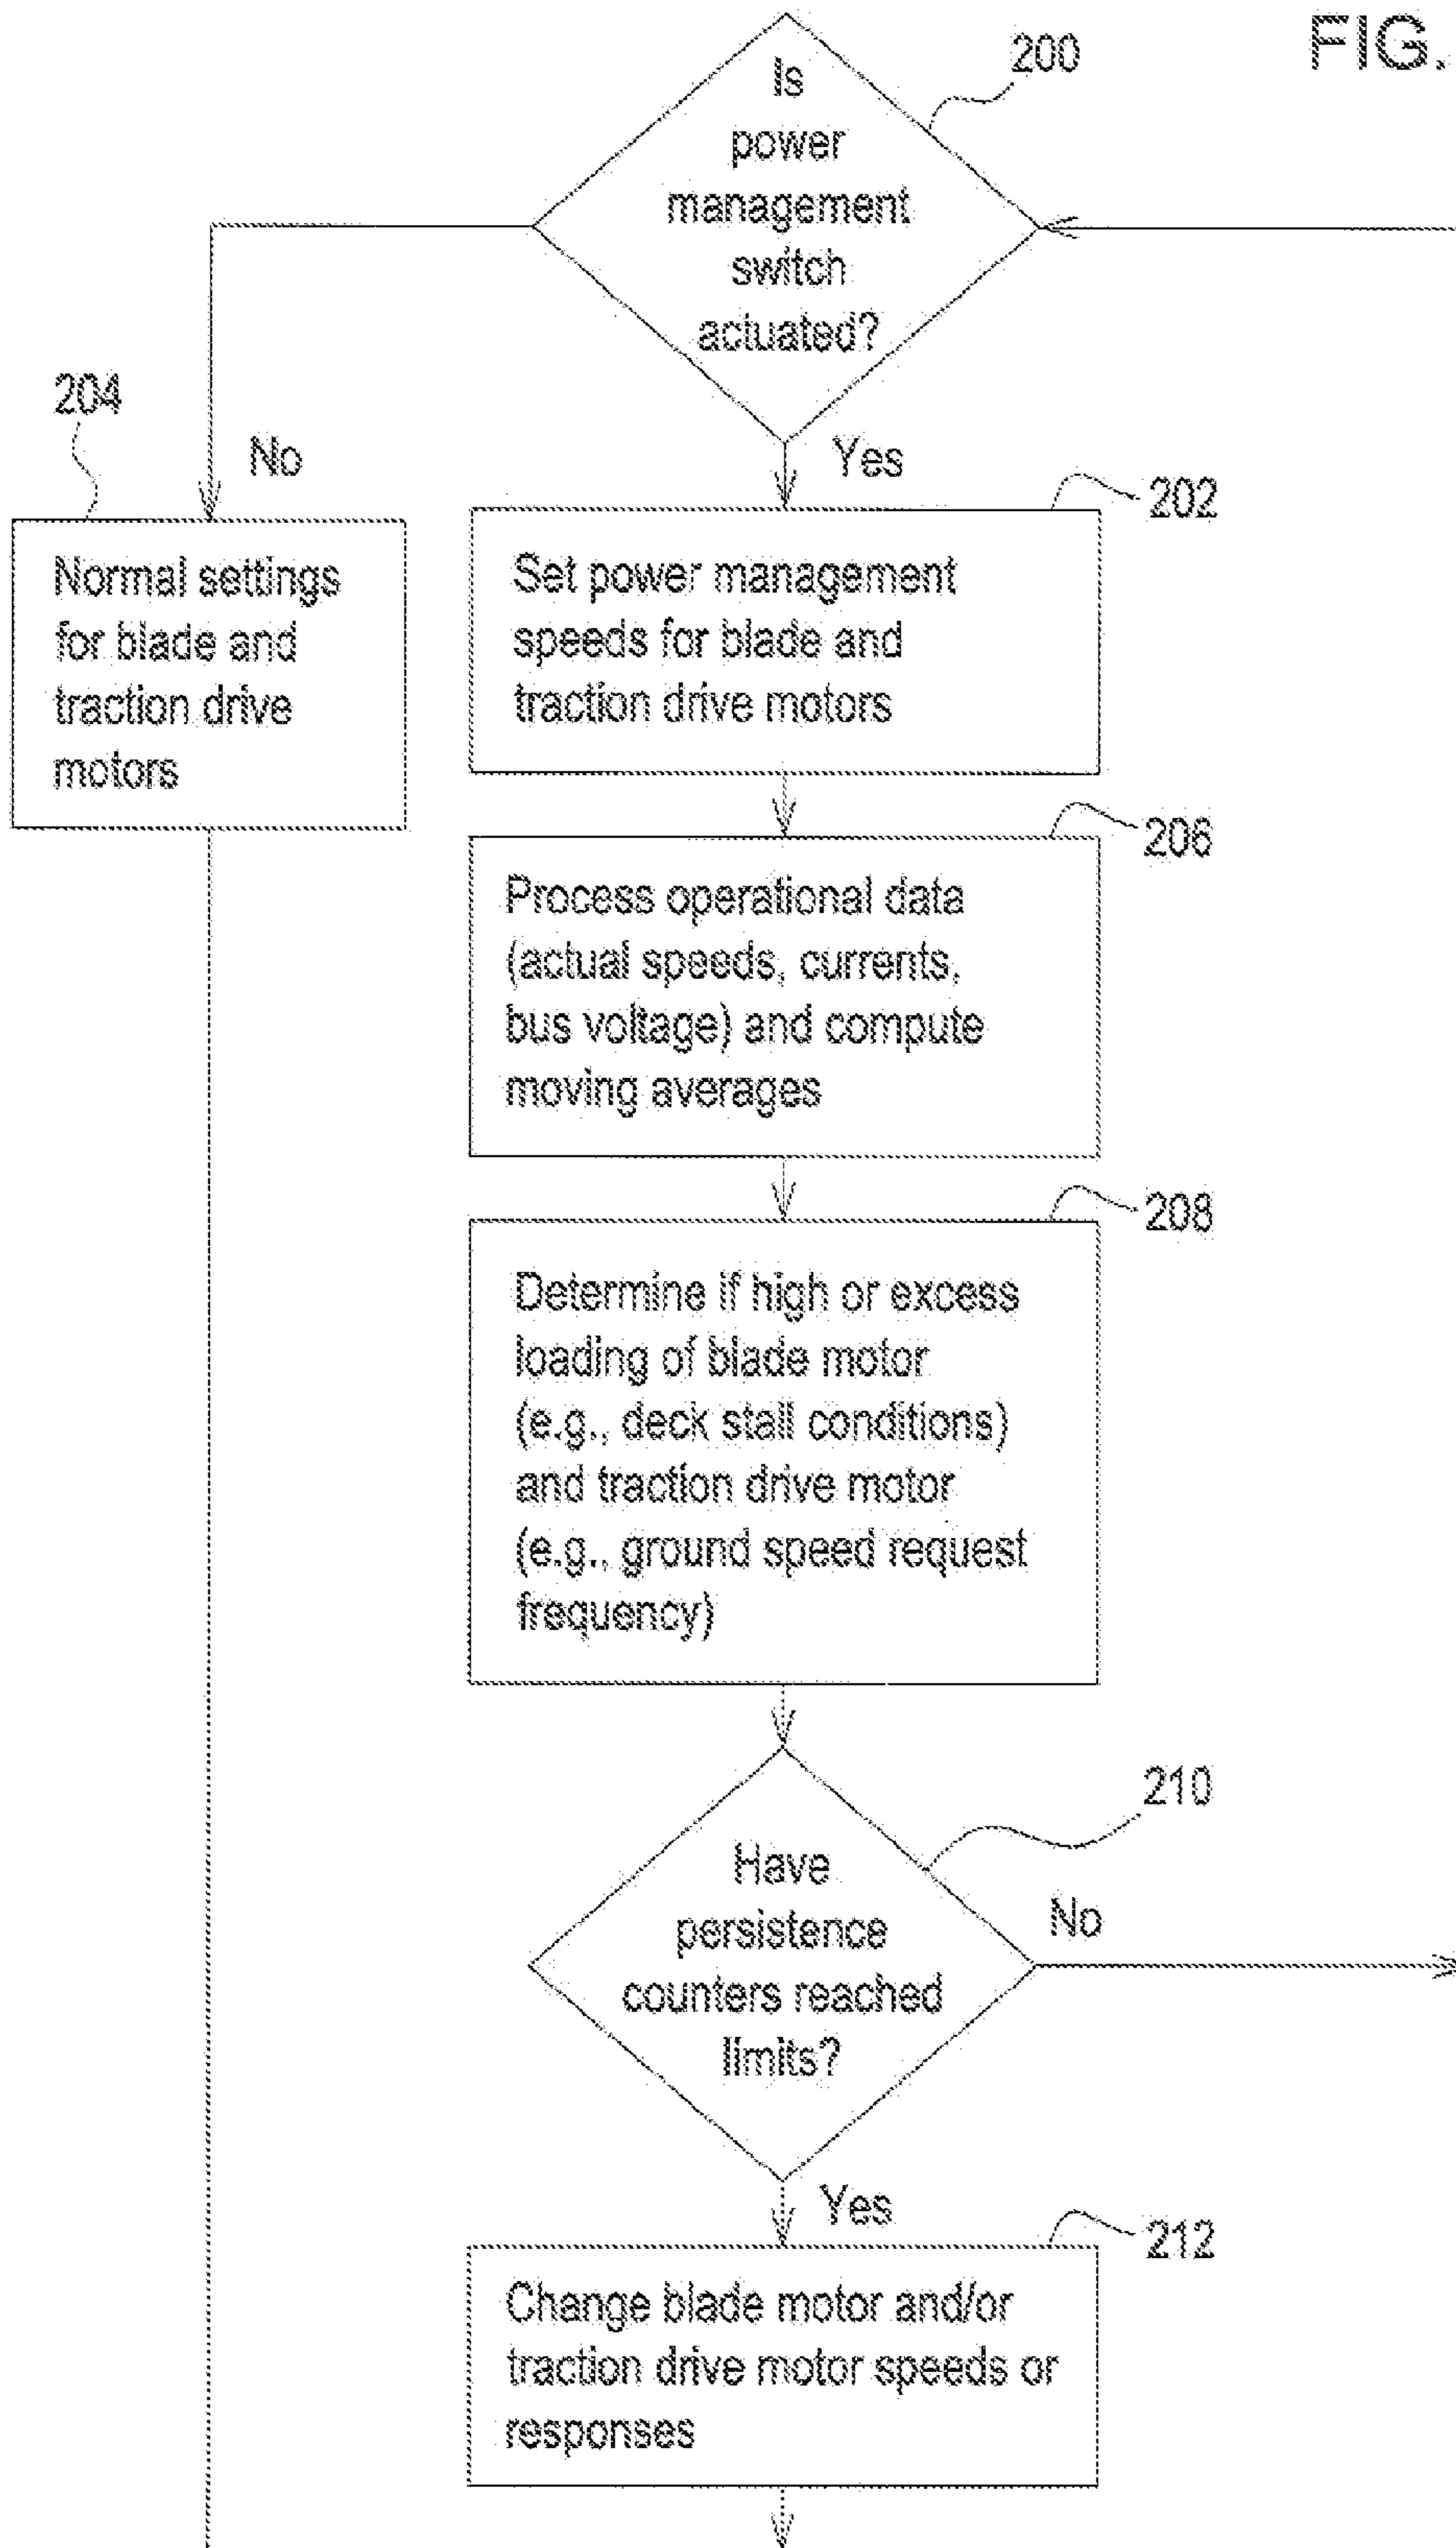 FIG.
200
Is
power
management
switch
actuated?
204
No
Yes
202
Normal settings
for blade and
traction drive
motors
Set power management
speeds for blade and
traction drive motors
206
Process operational data
(actual speeds, currents,
bus voltage) and compute
moving averages
208
Determine if high or excess
loading of blade motor
(e.g., deck stall conditions)
and traction drive motor
(e.g., ground speed request
frequency)
210
Have
persistence
counters reached
limits?
No
Yes
212
Change blade motor and/or
traction drive motor speeds or
responses